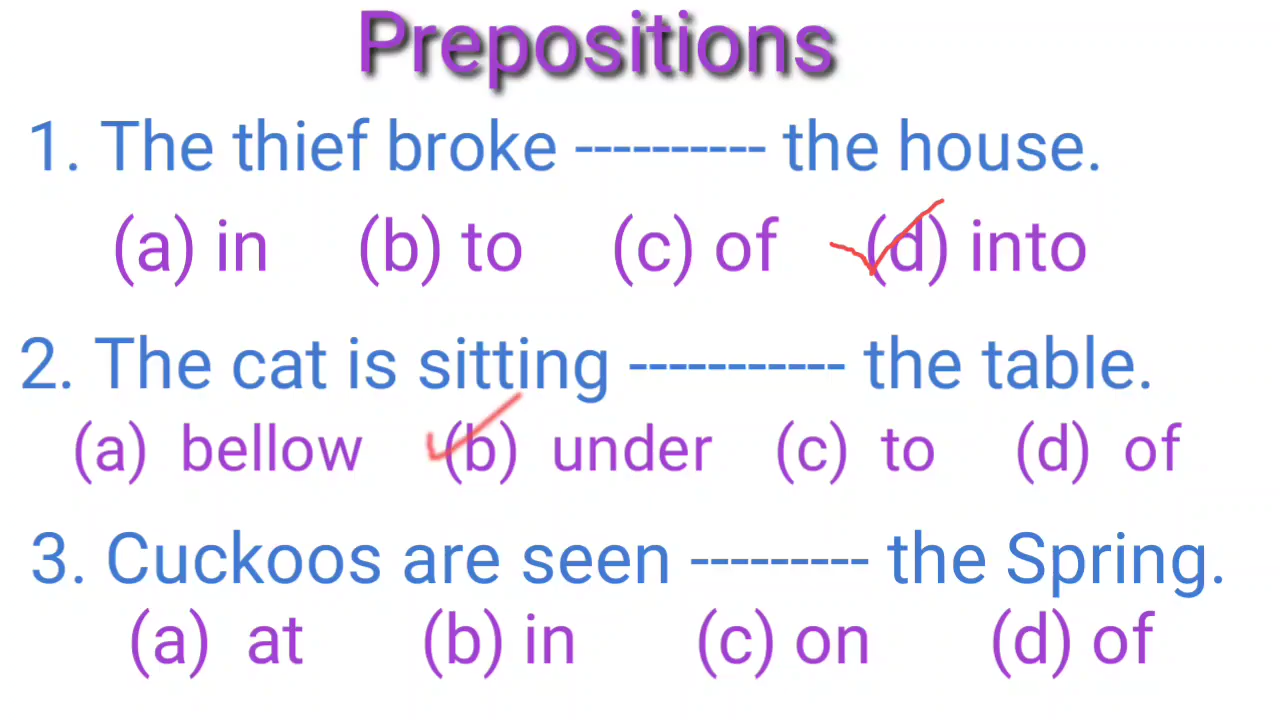 Prepositions
1. The thief broke ---------- the house.
(a) in (b) to (c) of (d) into
2. The cat is sitting ----------- the table.
(a) bellow (b) under (c) to (d) of
3. Cuckoos are seen --------- the Spring.
(a) at (b) in (c) on (d) of